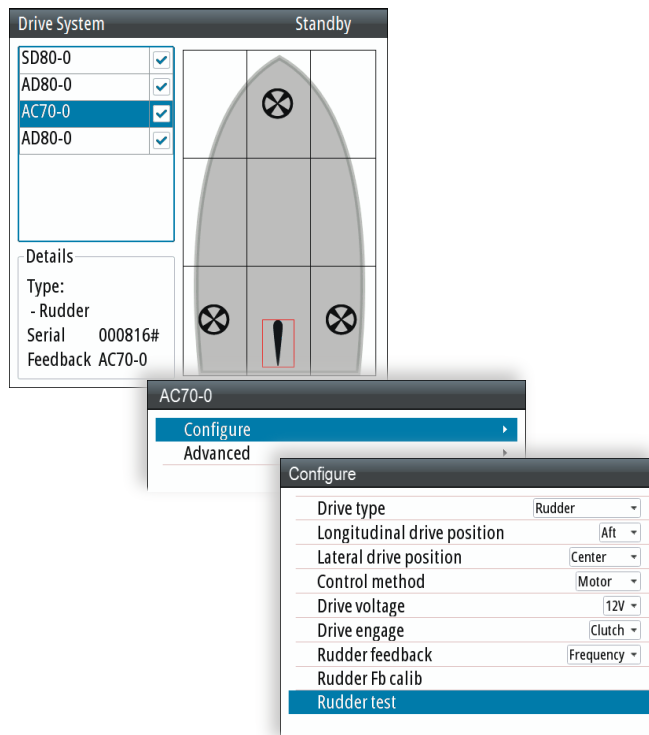 Drive System Standby
SD80-0
AD80-0
AC70-0
AD80-0
Details
Type:
- Rudder
Serial 000816#
Feedback AC70-0
AC70-0
Configure
Advanced
Configure
Drive type Rudder
Longitudinal drive position Aft
Lateral drive position Center
Control method Motor
Drive voltage 12V
Drive engage Clutch
Rudder feedback Frequency
Rudder Fb calib
Rudder test